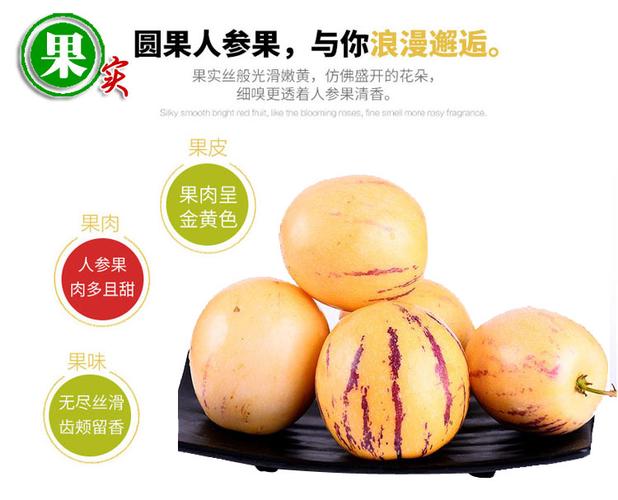 果
实
圆果人参果，与你浪漫邂逅。
果实丝般光滑嫩黄，仿佛盛开的花朵，
细嗅更透着人参果清香。
Silky smooth bright red fruit, like the blooming roses, fine smell more rosy fragrance.
果皮
果肉呈
金黄色
果肉
人参果
肉多且甜
果味
无尽丝滑
齿颊留香